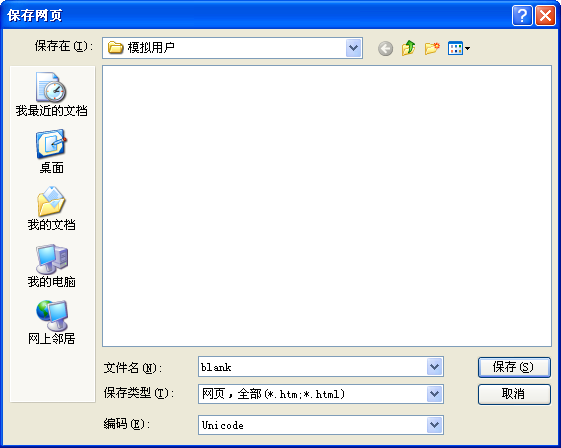 保存网页
保存在(I):
模拟用户
我最近的文档
桌面
我的文档
我的电脑
网上邻居
文件名(N):
blank
保存(S)
保存类型(T):
网页，全部(*.htm;*.html)
取消
编码(E):
Unicode